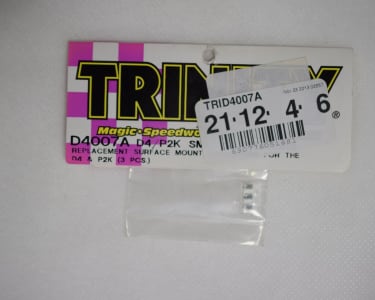 TRINITY
TRID4007A
21·12· 4· 6
®
Magic·Speedwo
D4007A D4/P2K SM
REPLACEMENT SURFACE MOUNT FOR THE
D4 & P2K (3 PCS.)